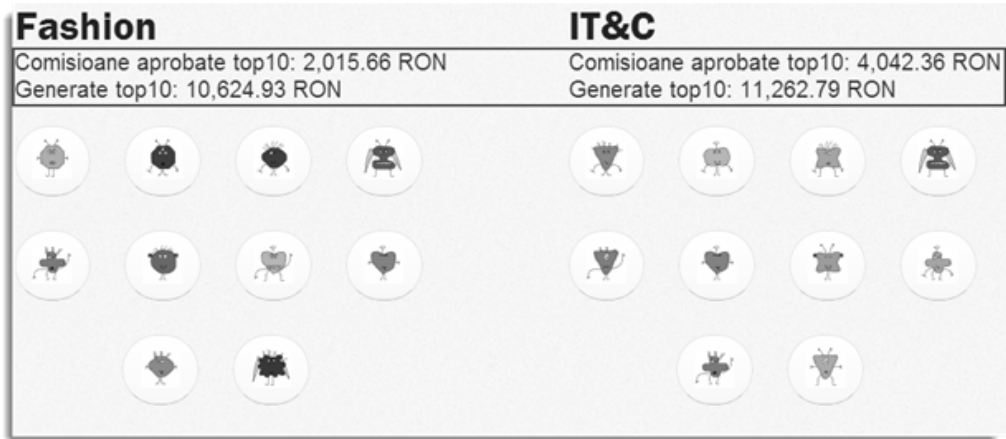 Fashion
Comisioane aprobate top10: 2,015.66 RON
Generate top10: 10,624.93 RON
IT&C
Comisioane aprobate top10: 4,042.36 RON
Generate top10: 11,262.79 RON